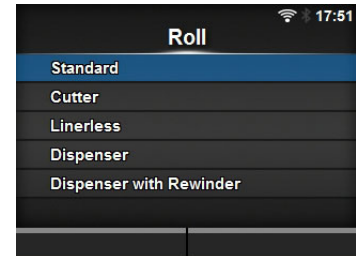 17:51
Roll
Standard
Cutter
Linerless
Dispenser
Dispenser with Rewinder